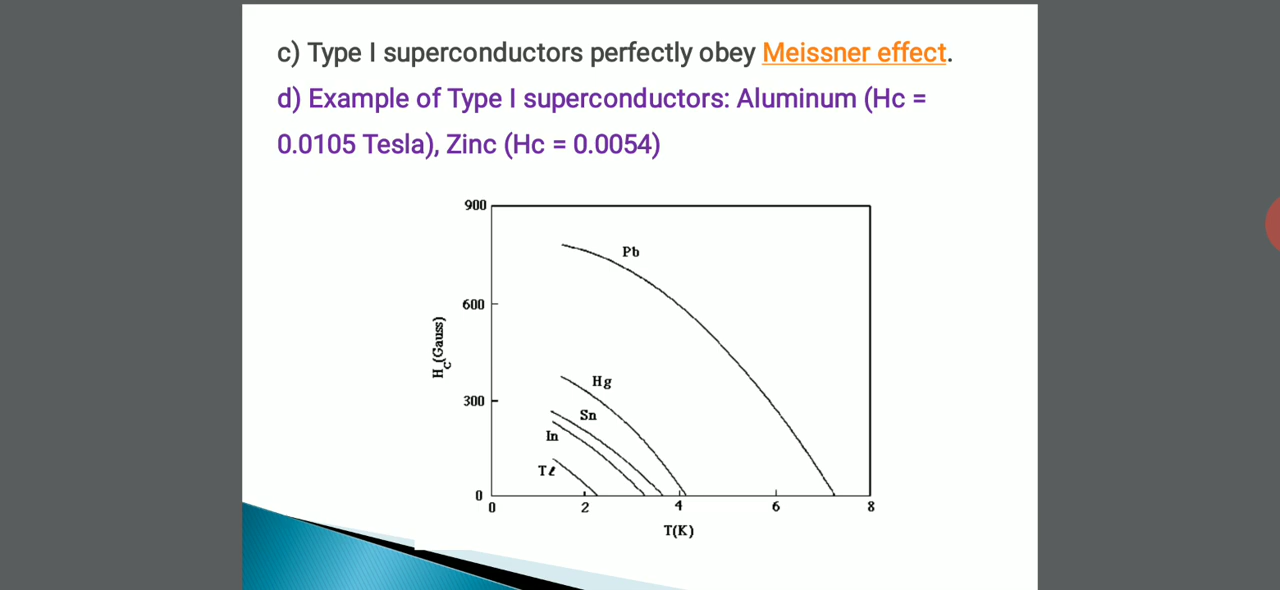 c) Type I superconductors perfectly obey Meissner effect.
d) Example of Type I superconductors: Aluminum (Hc =
0.0105 Tesla), Zinc (Hc = 0.0054)
900
Pb
600
Hc(Gauss)
Hg
300
Sn
In
Tℓ
0
0 2 4 6 8
T(K)